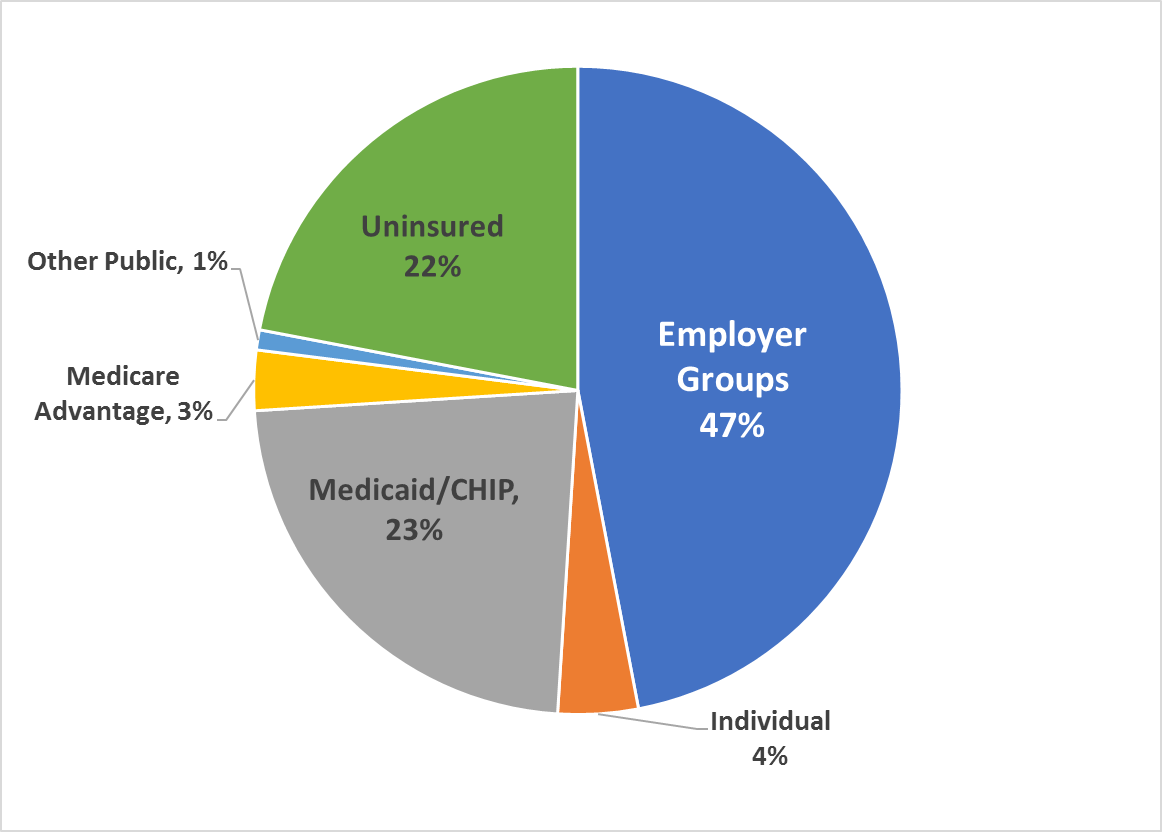 Uninsured
22%
Other Public, 1%
Employer
Groups
47%
Medicare
Advantage, 3%
Medicaid/CHIP,
23%
Individual
4%